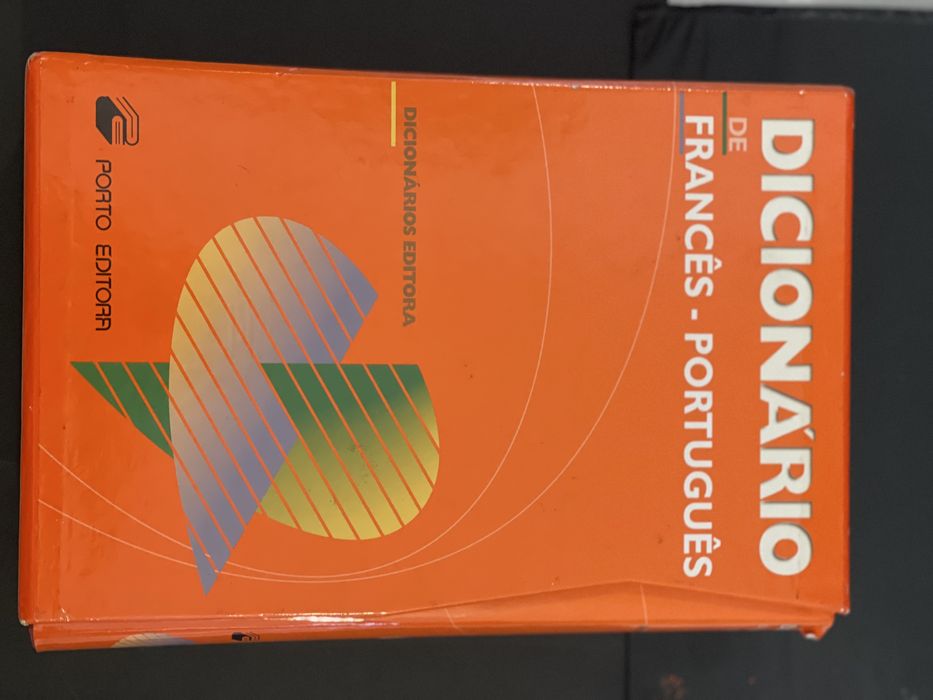 DICIONÁRIO
DE
FRANCÊS - PORTUGUÊS
DICIONÁRIOS EDITORA
PORTO EDITORA